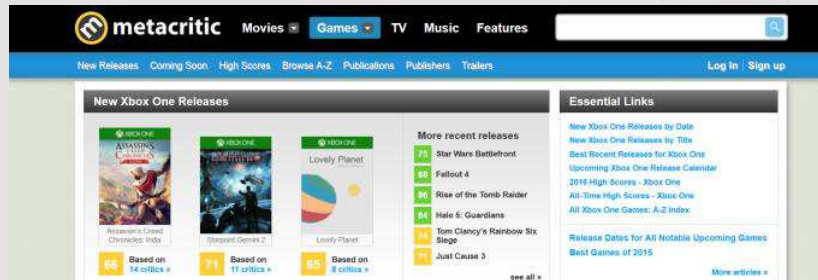 metacritic Movies Games TV Music Features
New Releases Coming Soon High Scores Browse A-Z Publications Publishers Trailers Log In Sign up
New Xbox One Releases
XBOX ONE
ASSASSIN'S CREED CHRONICLES
Assassin's Creed Chronicles: India
66 Based on 14 critics »
XBOX ONE
Starpoint Gemini 2
71 Based on 11 critics »
XBOX ONE
Lovely Planet
Lovely Planet
65 Based on 8 critics »
More recent releases
75 Star Wars Battlefront
88 Fallout 4
86 Rise of the Tomb Raider
84 Halo 5: Guardians
74 Tom Clancy's Rainbow Six Siege
71 Just Cause 3
see all »
Essential Links
New Xbox One Releases by Date
New Xbox One Releases by Title
Best Recent Releases for Xbox One
Upcoming Xbox One Release Calendar
2016 High Scores - Xbox One
All-Time High Scores - Xbox One
All Xbox One Games: A-Z Index
Release Dates for All Notable Upcoming Games
Best Games of 2015
More articles »